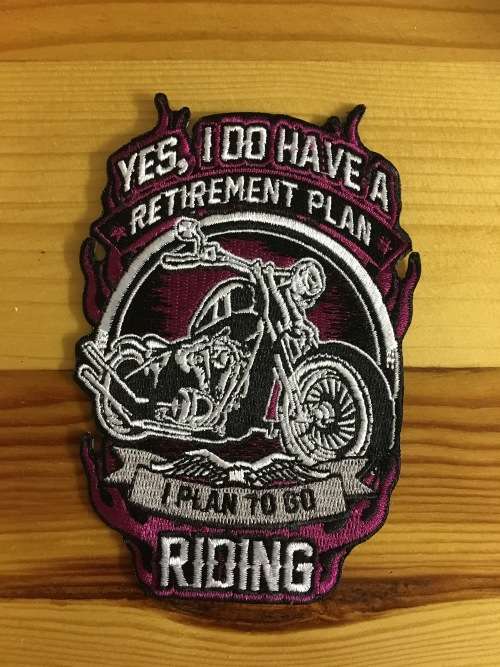 YES, I DO HAVE A
RETIREMENT PLAN
I PLAN TO GO
RIDING